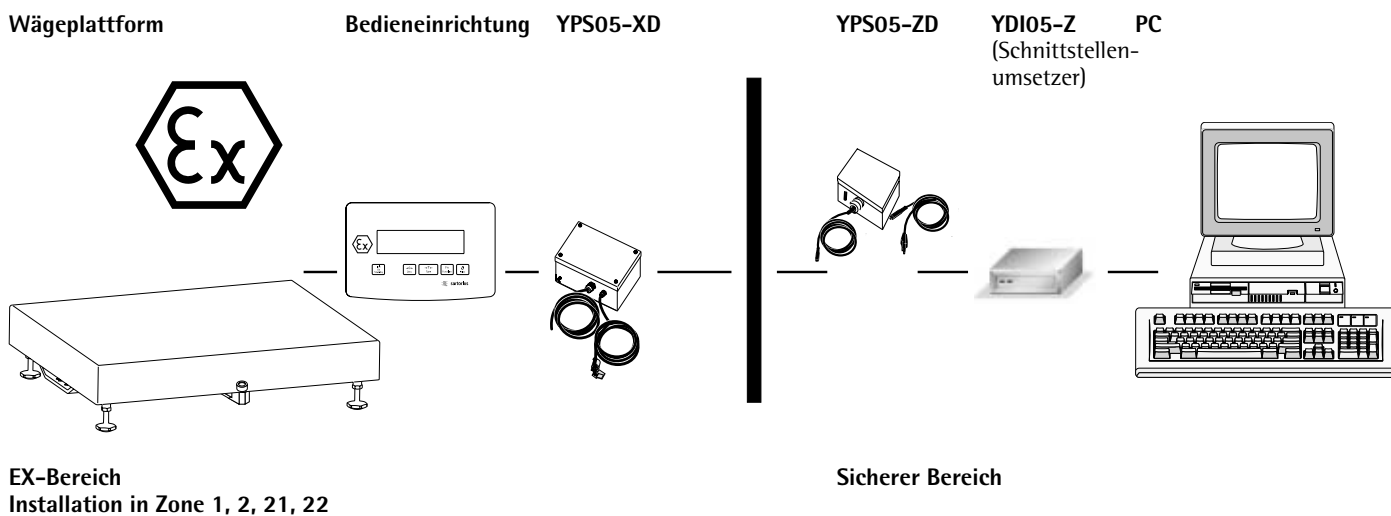 Wägeplattform
Bedieneinrichtung
YPS05-XD
YPS05-ZD
YDI05-Z
(Schnittstellen-
umsetzer)
PC
Ex
Ex
sartorius
EX-Bereich
Installation in Zone 1, 2, 21, 22
Sicherer Bereich